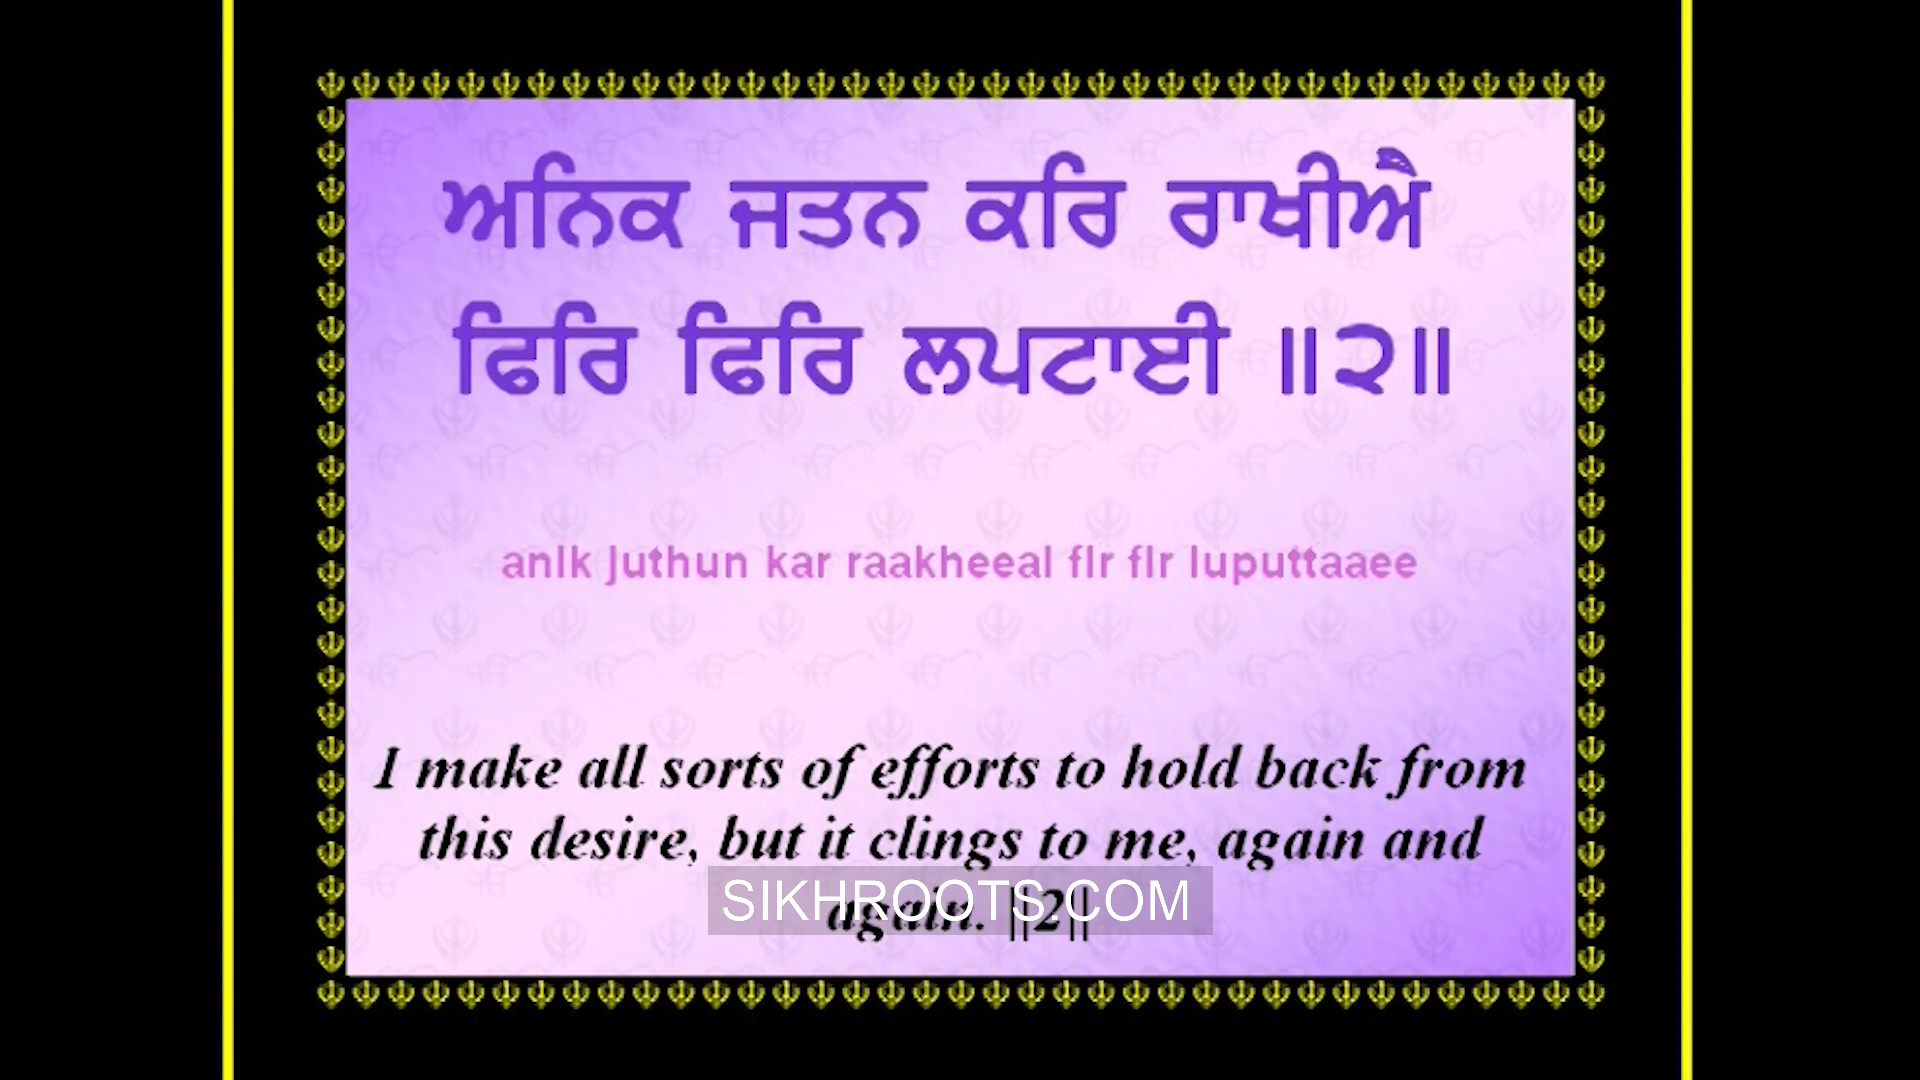 ਅਨਿਕ ਜਤਨ ਕਰਿ ਰਾਖੀਐ
ਫਿਰਿ ਫਿਰਿ ਲਪਟਾਈ ॥੨॥
anIk juthun kar raakheeaI fIr fIr luputtaaee
I make all sorts of efforts to hold back from
this desire, but it clings to me, again and
again. ||2||
SIKHROOTS.COM